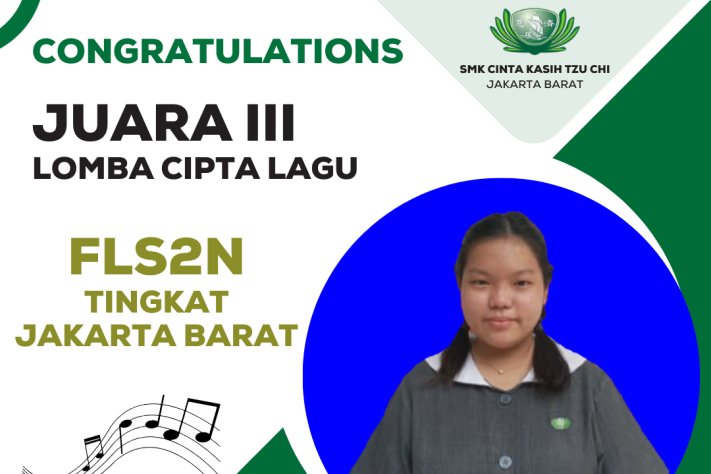 CONGRATULATIONS
JUARA III
LOMBA CIPTA LAGU
FLS2N
TINGKAT
JAKARTA BARAT
SMK CINTA KASIH TZU CHI
JAKARTA BARAT